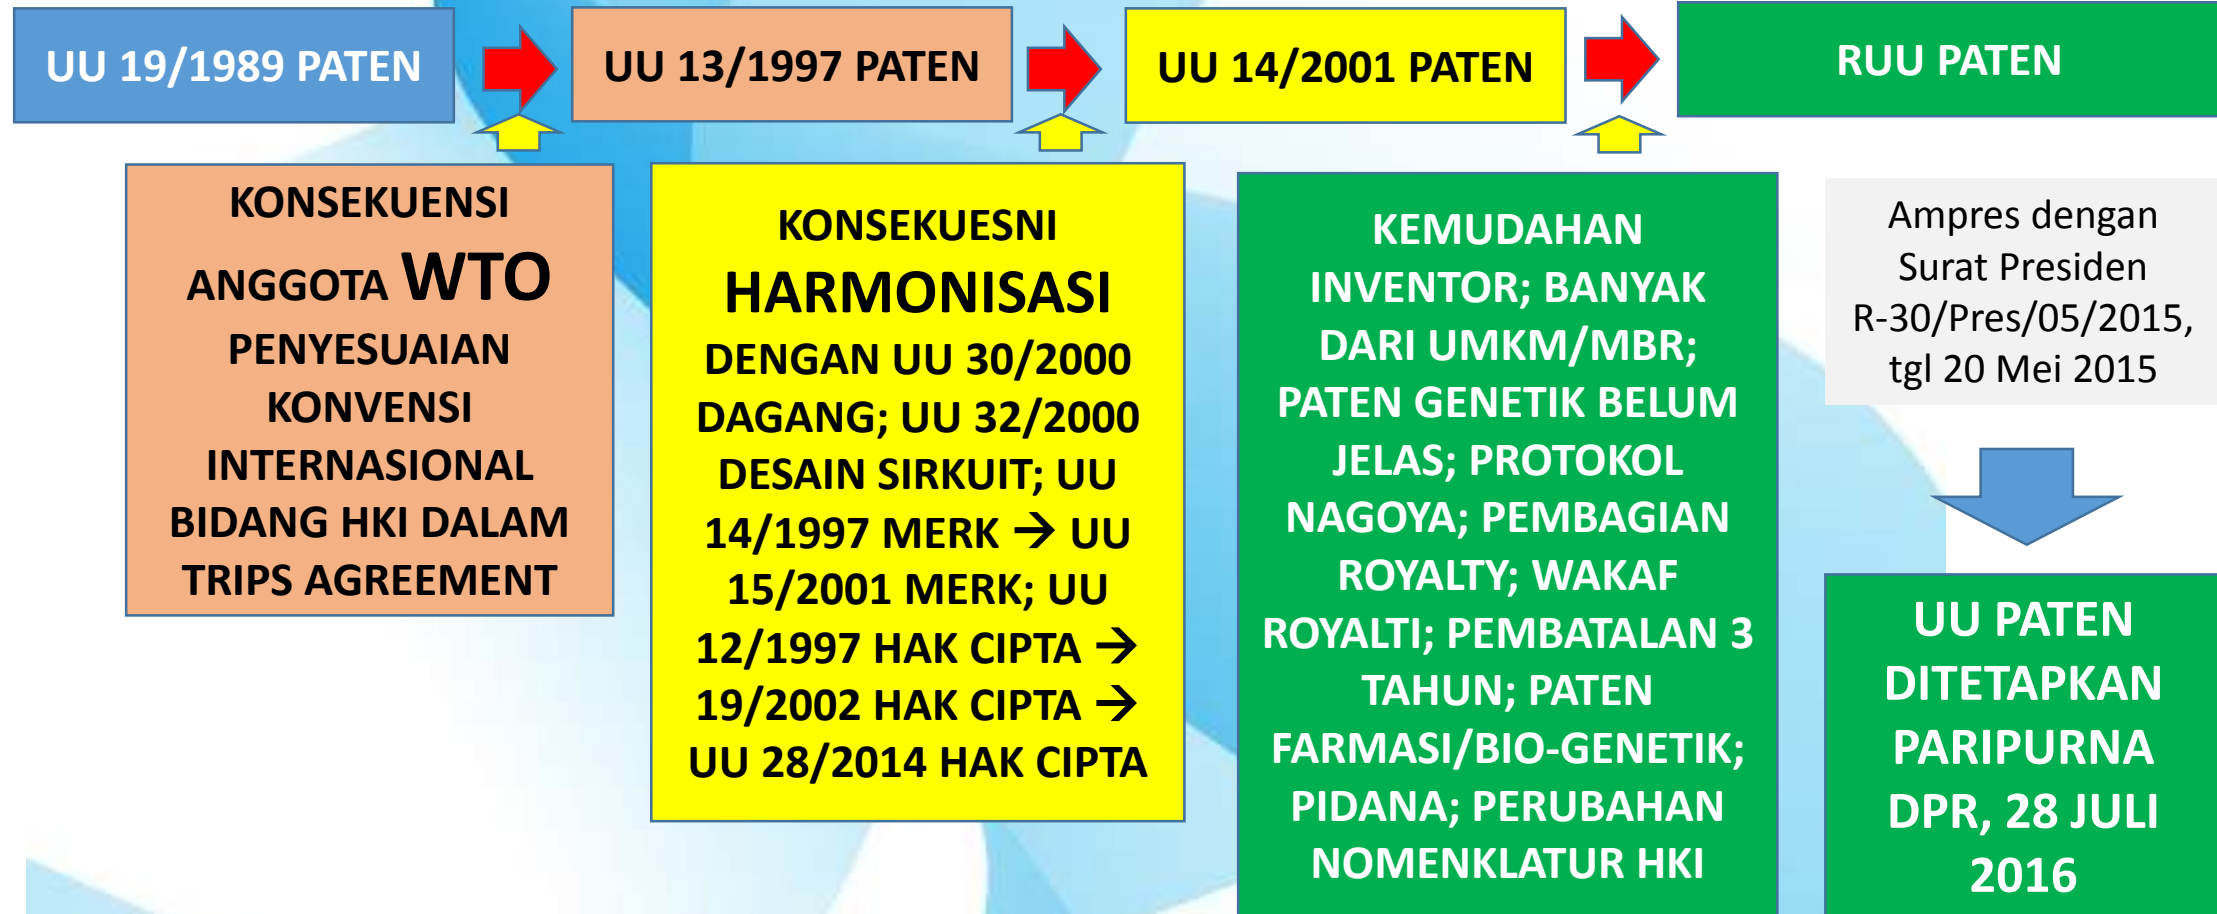 UU 19/1989 PATEN
UU 13/1997 PATEN
UU 14/2001 PATEN
RUU PATEN
KONSEKUENSI
ANGGOTA WTO
PENYESUAIAN
KONVENSI
INTERNASIONAL
BIDANG HKI DALAM
TRIPS AGREEMENT
KONSEKUESNI
HARMONISASI
DENGAN UU 30/2000
DAGANG; UU 32/2000
DESAIN SIRKUIT; UU
14/1997 MERK → UU
15/2001 MERK; UU
12/1997 HAK CIPTA →
19/2002 HAK CIPTA →
UU 28/2014 HAK CIPTA
KEMUDAHAN
INVENTOR; BANYAK
DARI UMKM/MBR;
PATEN GENETIK BELUM
JELAS; PROTOKOL
NAGOYA; PEMBAGIAN
ROYALTY; WAKAF
ROYALTI; PEMBATALAN 3
TAHUN; PATEN
FARMASI/BIO-GENETIK;
PIDANA; PERUBAHAN
NOMENKLATUR HKI
Ampres dengan
Surat Presiden
R-30/Pres/05/2015,
tgl 20 Mei 2015
UU PATEN
DITETAPKAN
PARIPURNA
DPR, 28 JULI
2016